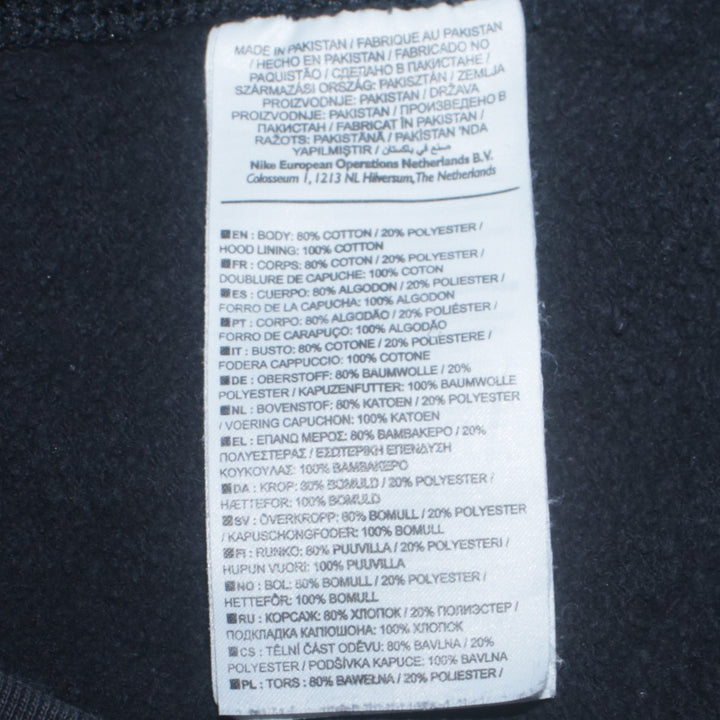 MADE IN PAKISTAN / FABRIQUE AU PAKISTAN
/ HECHO EN PAKISTAN / FABRICADO NO
PAQUISTÃO / СДЕЛАНО В ПАКИСТАНЕ /
SZÁRMAZÁSI ORSZÁG: PAKISZTÁN / ZEMLJA
PROIZVODNJE: PAKISTAN / DRŽAVA
PROIZVODNJE: PAKISTAN / ПРОИЗВЕДЕНО В
ПАКИСТАН / FABRICAT ÎN PAKISTAN /
RAŽOTS: PAKISTĀNĀ / PAKİSTAN 'NDA
YAPILMIŞTIR / صنع في باكستان
Nike European Operations Netherlands B.V.
Colosseum 1, 1213 NL Hilversum, The Netherlands
EN : BODY: 80% COTTON / 20% POLYESTER /
HOOD LINING: 100% COTTON
FR : CORPS: 80% COTON / 20% POLYESTER /
DOUBLURE DE CAPUCHE: 100% COTON
ES : CUERPO: 80% ALGODON / 20% POLIESTER /
FORRO DE LA CAPUCHA: 100% ALGODON
PT : CORPO: 80% ALGODÃO / 20% POLIÉSTER /
FORRO DE CARAPUÇO: 100% ALGODÃO
IT : BUSTO: 80% COTONE / 20% POLIESTERE /
FODERA CAPPUCCIO: 100% COTONE
DE : OBERSTOFF: 80% BAUMWOLLE / 20%
POLYESTER / KAPUZENFUTTER: 100% BAUMWOLLE
NL : BOVENSTOF: 80% KATOEN / 20% POLYESTER
/ VOERING CAPUCHON: 100% KATOEN
EL : ΕΠΑΝΩ ΜΕΡΟΣ: 80% ΒΑΜΒΑΚΕΡΟ / 20%
ΠΟΛΥΕΣΤΕΡΑΣ / ΕΣΩΤΕΡΙΚΗ ΕΠΕΝΔΥΣΗ
ΚΟΥΚΟΥΛΑΣ: 100% ΒΑΜΒΑΚΕΡΟ
DA : KROP: 80% BOMULD / 20% POLYESTER /
HÆTTEFOR: 100% BOMULD
SV : ÖVERKROPP: 80% BOMULL / 20% POLYESTER
/ KAPUSCHONGFODER: 100% BOMULL
FI : RUNKO: 80% PUUVILLA / 20% POLYESTERI /
HUPUN VUORI: 100% PUUVILLA
NO : BOL: 80% BOMULL / 20% POLYESTER /
HETTEFÔR: 100% BOMULL
RU : КОРСАЖ: 80% ХЛОПОК / 20% ПОЛИЭСТЕР /
ПОДКЛАДКА КАПЮШОНА: 100% ХЛОПОК
CS : TĚLNÍ ČÁST ODĚVU: 80% BAVLNA / 20%
POLYESTER / PODŠÍVKA KAPUCE: 100% BAVLNA
PL : TORS : 80% BAWEŁNA / 20% POLIESTER /